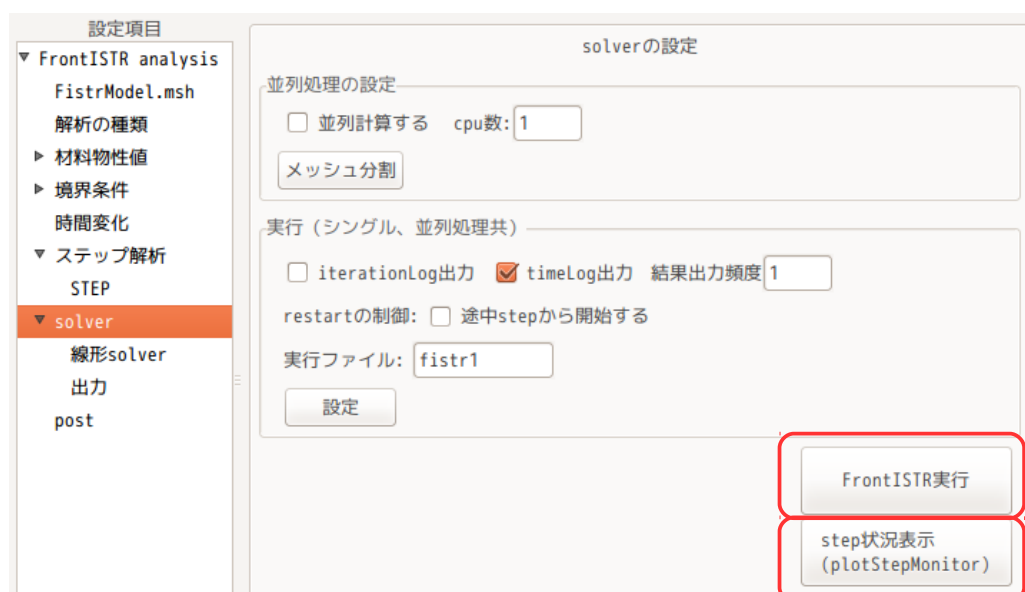 設定項目
FrontISTR analysis
FistrModel.msh
解析の種類
材料物性値
境界条件
時間変化
ステップ解析
STEP
solver
線形solver
出力
post
solverの設定
並列処理の設定
並列計算する cpu数: 1
メッシュ分割
実行（シングル、並列処理共）
iterationLog出力 timeLog出力 結果出力頻度 1
restartの制御: 途中stepから開始する
実行ファイル: fistr1
設定
FrontISTR実行
step状況表示
(plotStepMonitor)